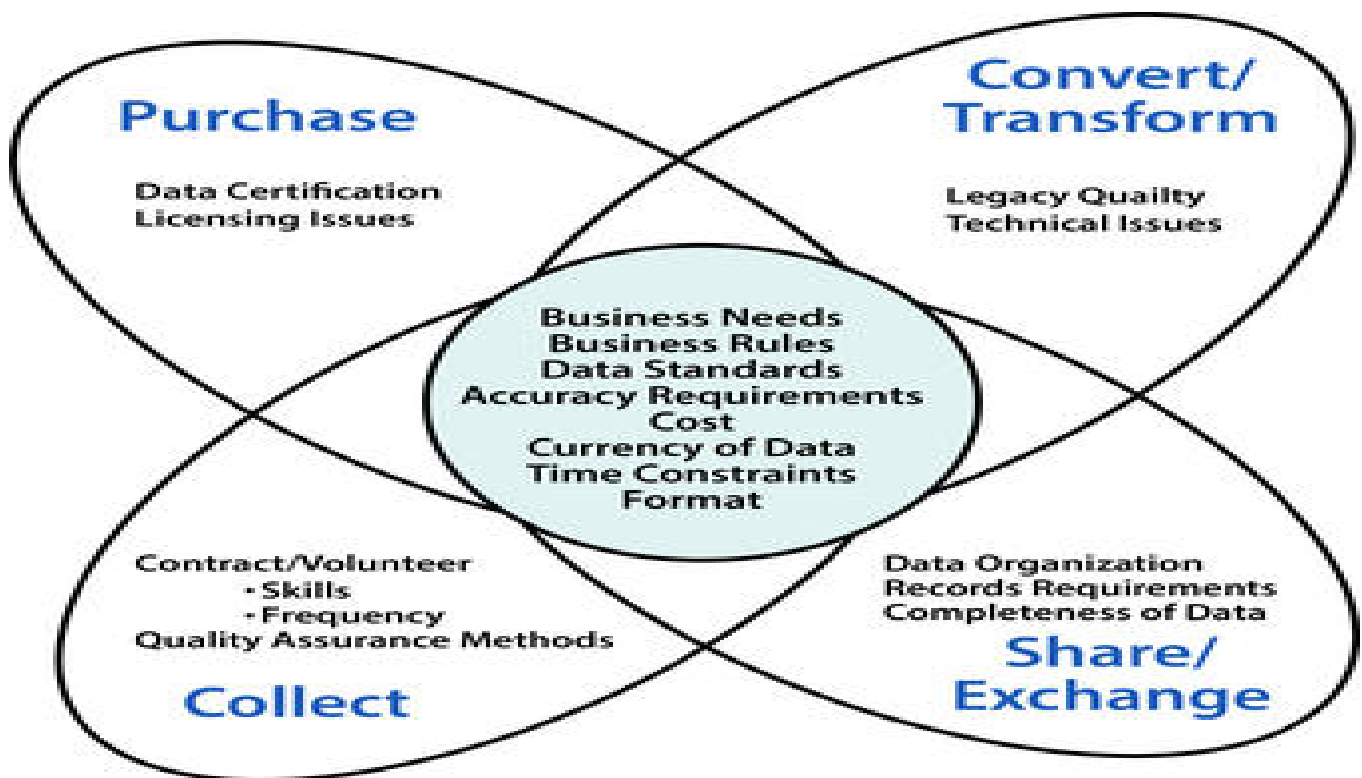 Purchase
Data Certification
Licensing Issues
Convert/
Transform
Legacy Quailty
Technical Issues
Business Needs
Business Rules
Data Standards
Accuracy Requirements
Cost
Currency of Data
Time Constraints
Format
Contract/Volunteer
• Skills
• Frequency
Quality Assurance Methods
Collect
Data Organization
Records Requirements
Completeness of Data
Share/
Exchange